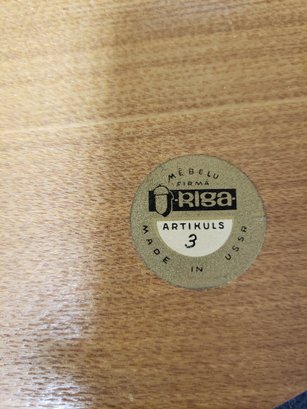 MĒBEĻU
FIRMA
RIGA
ARTIKULS
3
MADE IN USSR